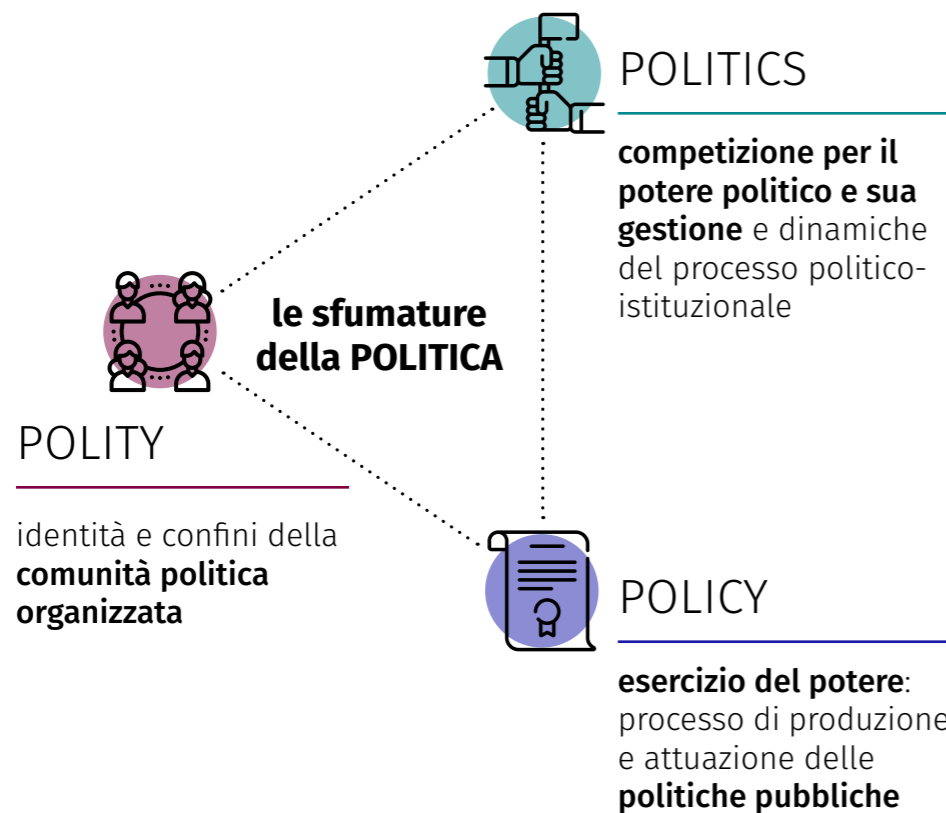 POLITICS
competizione per il
potere politico e sua
gestione e dinamiche
del processo politico-
istituzionale
le sfumature
della POLITICA
POLITY
identità e confini della
comunità politica
organizzata
POLICY
esercizio del potere:
processo di produzione
e attuazione delle
politiche pubbliche